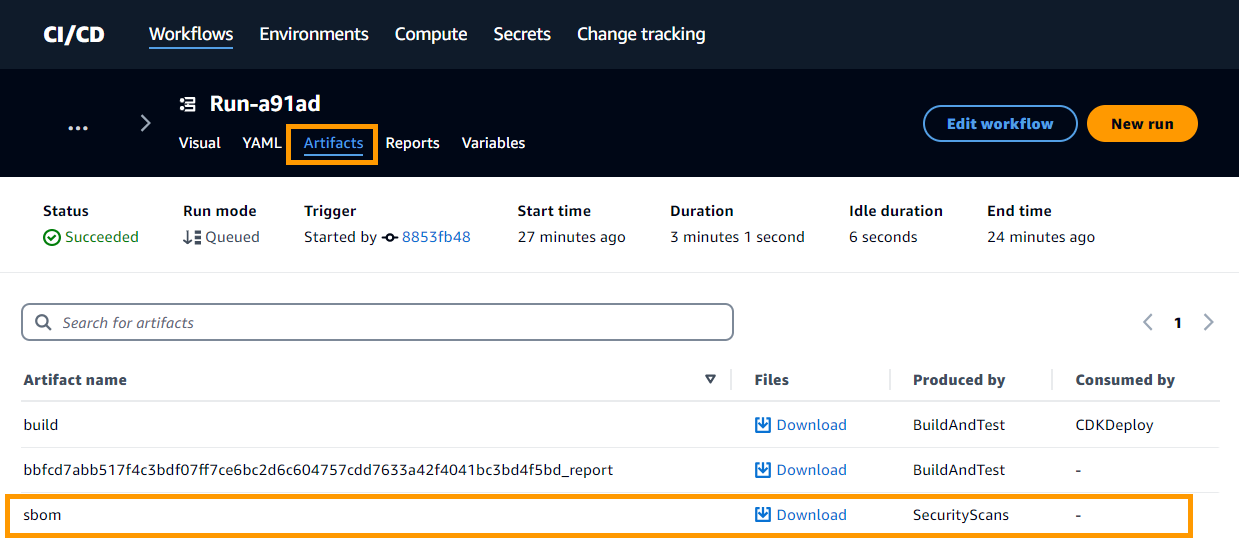 CI/CD Workflows Environments Compute Secrets Change tracking
... Run-a91ad
Visual YAML Artifacts Reports Variables
Edit workflow New run
Status Run mode Trigger Start time Duration Idle duration End time
Succeeded Queued Started by 8853fb48 27 minutes ago 3 minutes 1 second 6 seconds 24 minutes ago
Search for artifacts 1
Artifact name Files Produced by Consumed by
build Download BuildAndTest CDKDeploy
bbfcd7abb517f4c3bdf07ff7ce6bc2d6c604757cdd7633a42f4041bc3bd4f5bd_report Download BuildAndTest -
sbom Download SecurityScans -